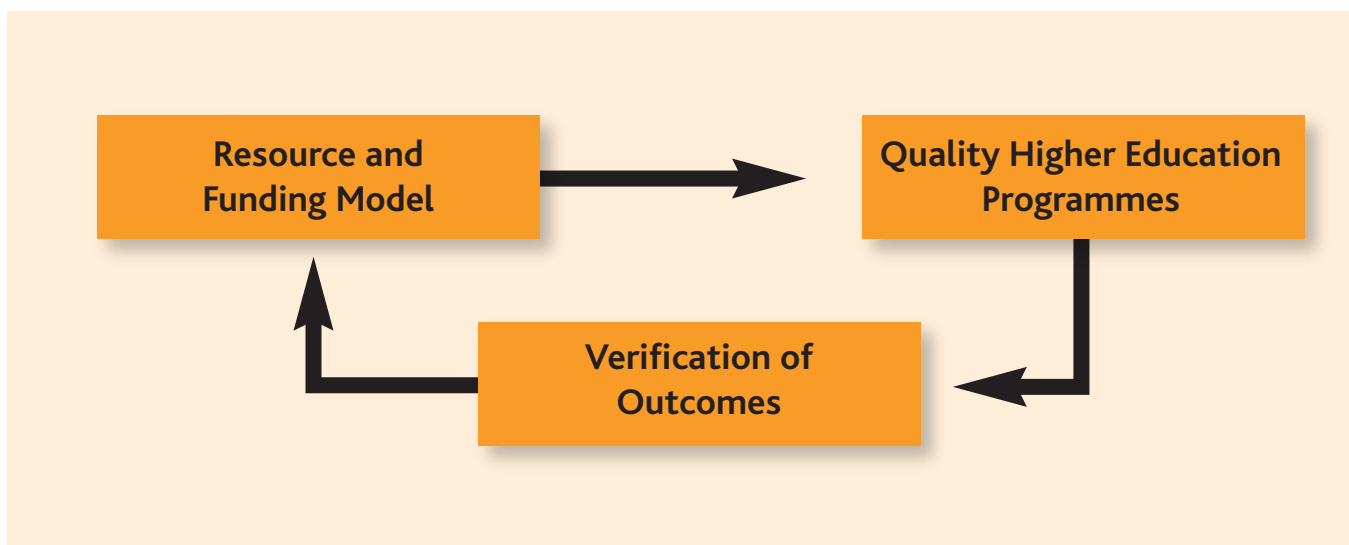 Resource and
Funding Model
Quality Higher Education
Programmes
Verification of
Outcomes